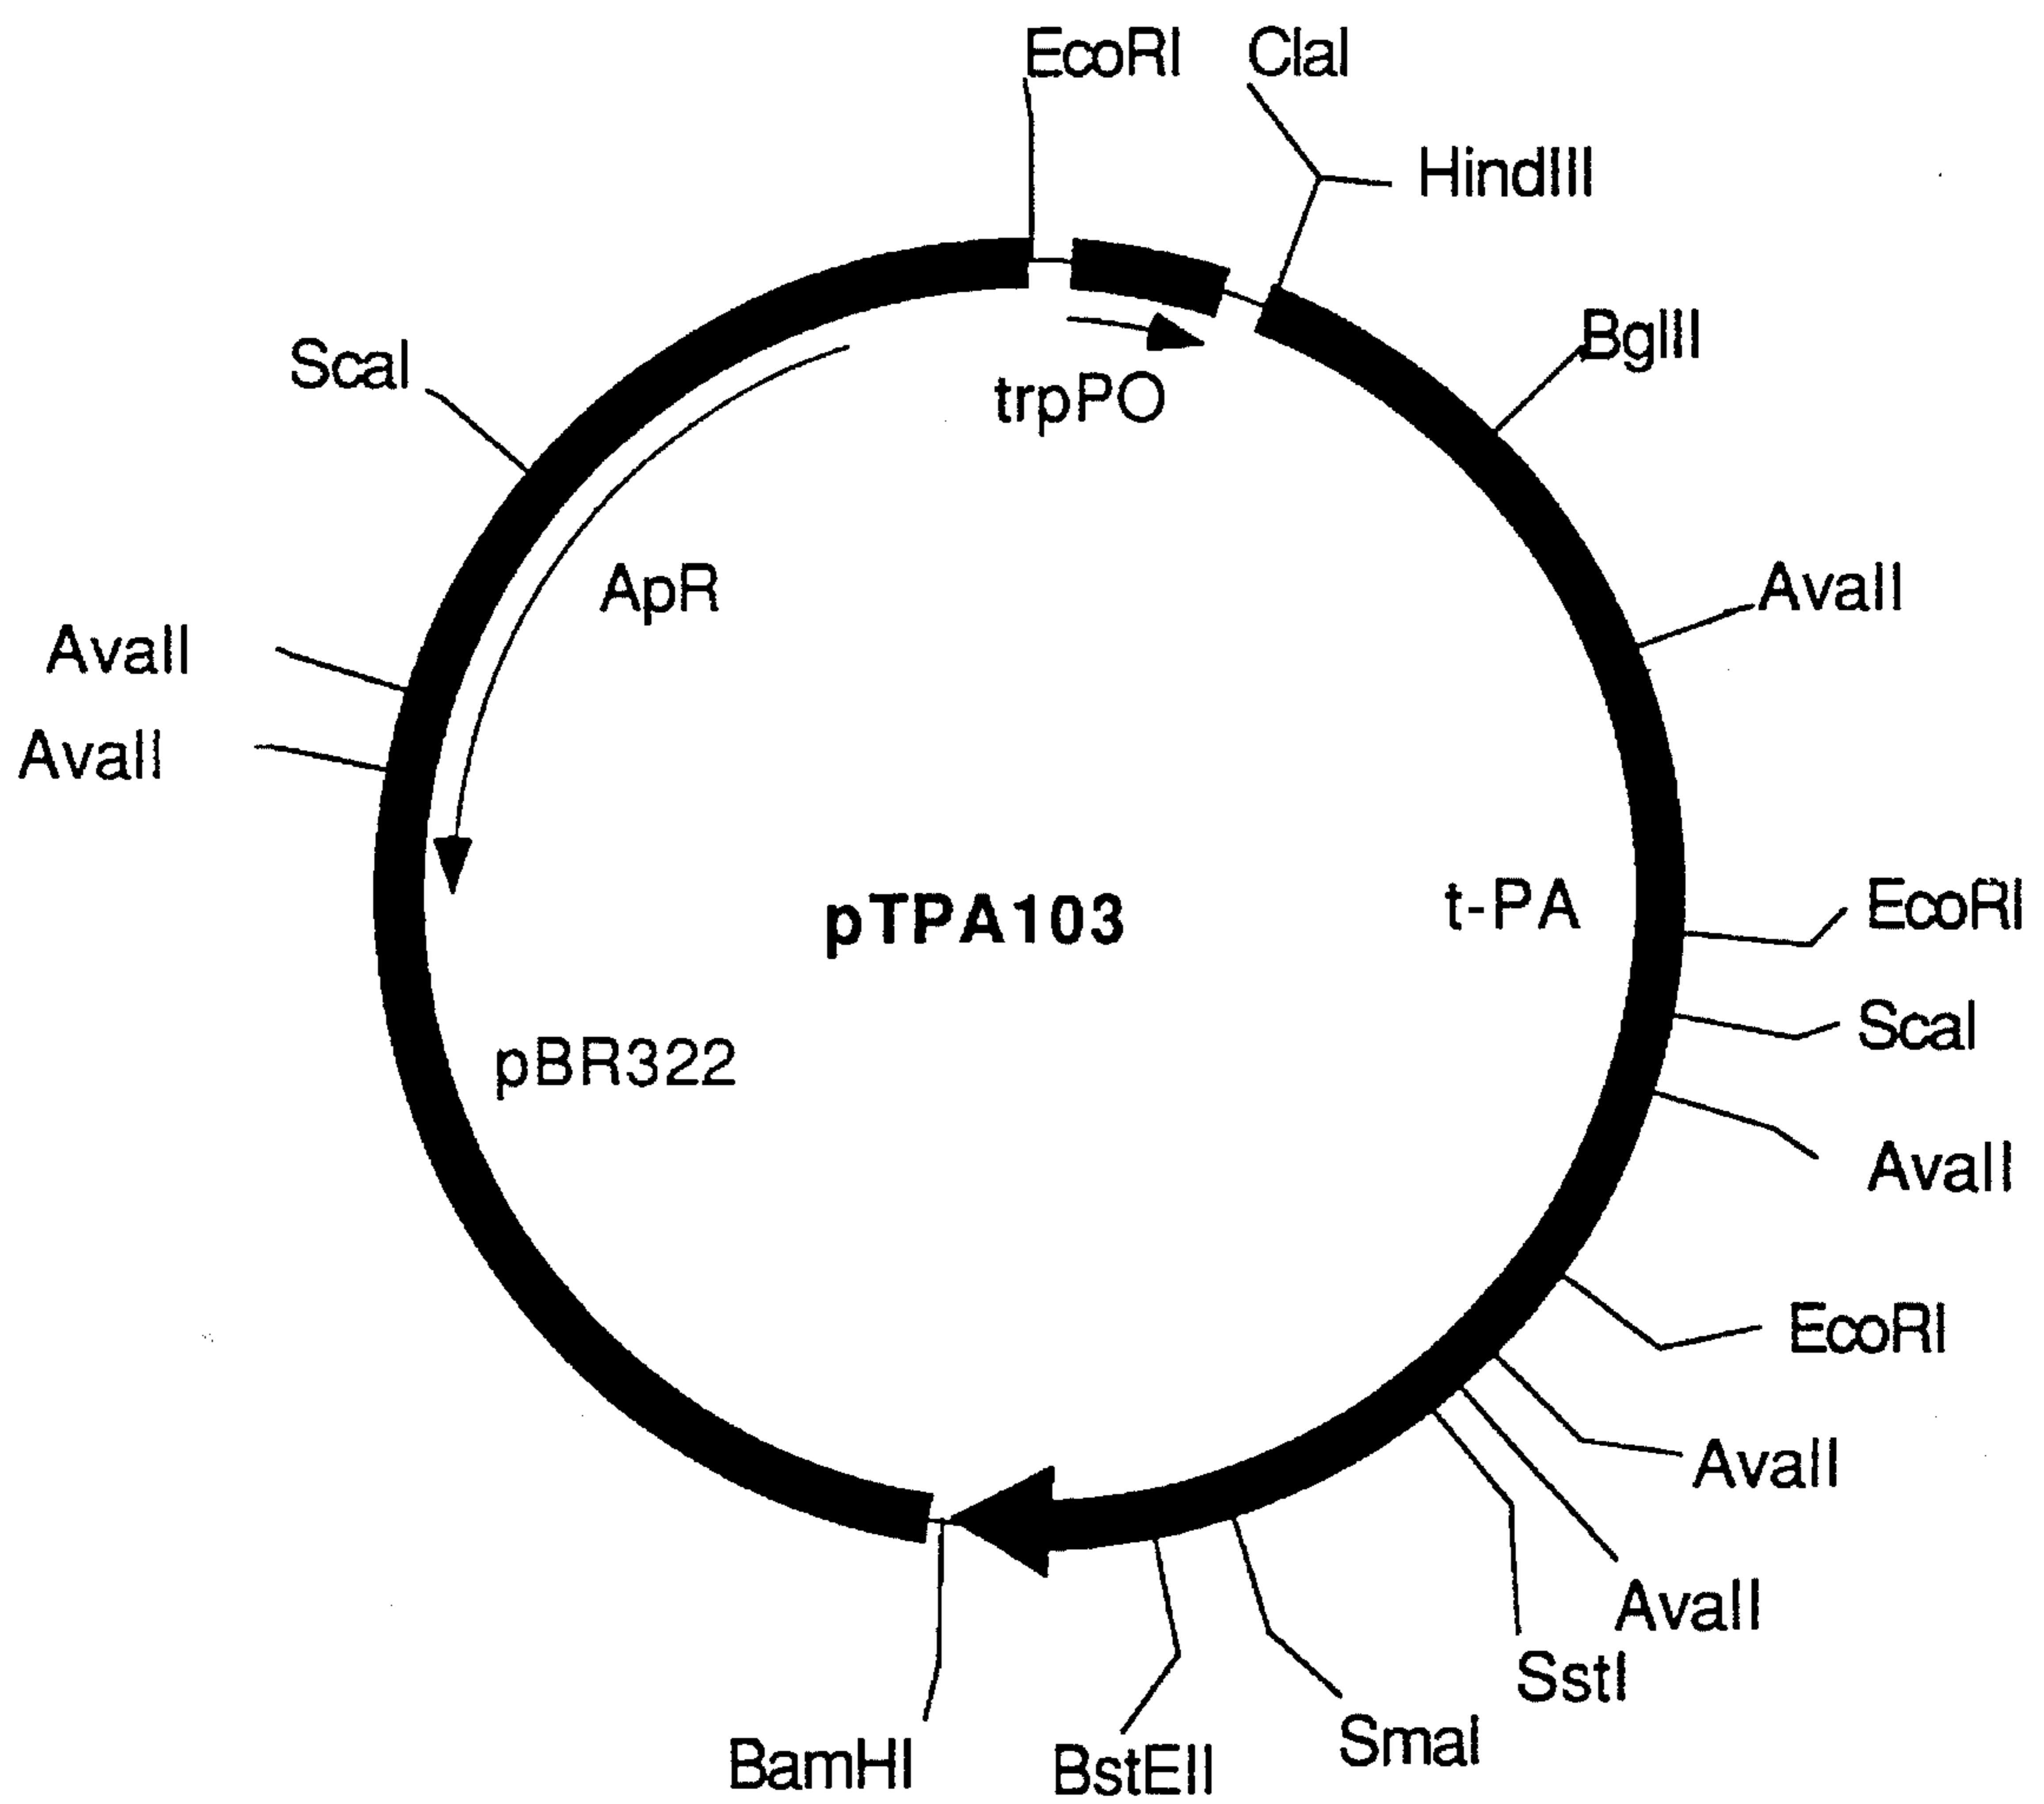 EcoRI ClaI
HindIII
BglII
ScaI
trpPO
AvaII
ApR
AvaII
AvaII
t-PA
EcoRI
pTPA103
ScaI
pBR322
AvaII
EcoRI
AvaII
AvaII
SstI
SmaI
BamHI
BstEII